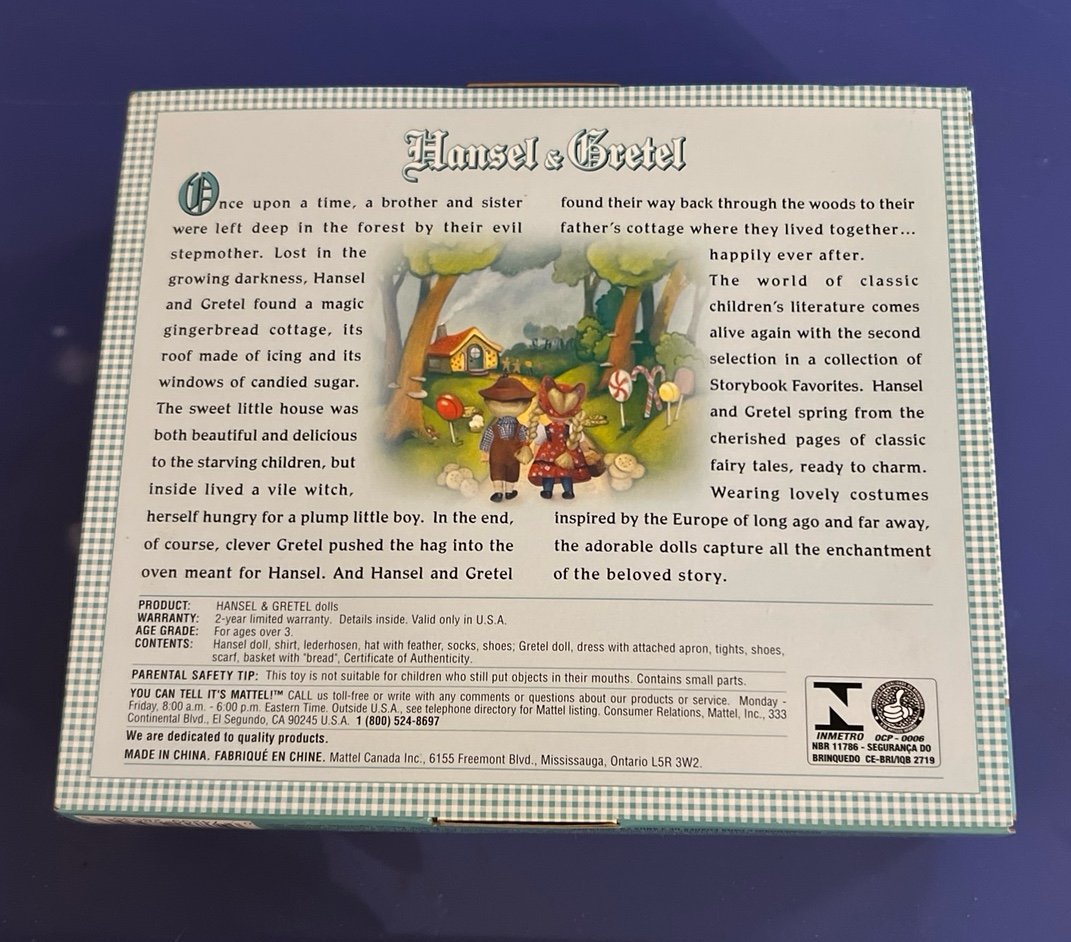 Hansel & Gretel
Once upon a time, a brother and sister
were left deep in the forest by their evil
stepmother. Lost in the
growing darkness, Hansel
and Gretel found a magic
gingerbread cottage, its
roof made of icing and its
windows of candied sugar.
The sweet little house was
both beautiful and delicious
to the starving children, but
inside lived a vile witch,
herself hungry for a plump little boy. In the end,
of course, clever Gretel pushed the hag into the
oven meant for Hansel. And Hansel and Gretel
found their way back through the woods to their
father's cottage where they lived together...
happily ever after.
The world of classic
children's literature comes
alive again with the second
selection in a collection of
Storybook Favorites. Hansel
and Gretel spring from the
cherished pages of classic
fairy tales, ready to charm.
Wearing lovely costumes
inspired by the Europe of long ago and far away,
the adorable dolls capture all the enchantment
of the beloved story.
PRODUCT: HANSEL & GRETEL dolls
WARRANTY: 2-year limited warranty. Details inside. Valid only in U.S.A.
AGE GRADE: For ages over 3.
CONTENTS: Hansel doll, shirt, lederhosen, hat with feather, socks, shoes; Gretel doll, dress with attached apron, tights, shoes,
scarf, basket with "bread", Certificate of Authenticity.
PARENTAL SAFETY TIP: This toy is not suitable for children who still put objects in their mouths. Contains small parts.
YOU CAN TELL IT'S MATTEL!™ CALL us toll-free or write with any comments or questions about our products or service. Monday -
Friday, 8:00 a.m. - 6:00 p.m. Eastern Time. Outside U.S.A., see telephone directory for Mattel listing. Consumer Relations, Mattel, Inc., 333
Continental Blvd., El Segundo, CA 90245 U.S.A. 1 (800) 524-8697
We are dedicated to quality products.
MADE IN CHINA. FABRIQUÉ EN CHINE. Mattel Canada Inc., 6155 Freemont Blvd., Mississauga, Ontario L5R 3W2.
INMETRO OCP - 0006
NBR 11786 - SEGURANÇA DO
BRINQUEDO CE-BRI/IQB 2719